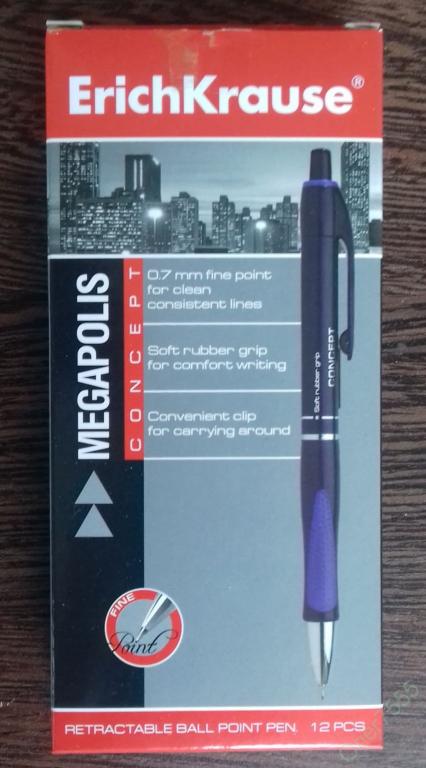 ErichKrause®
MEGAPOLIS
CONCEPT
0.7 mm fine point
for clean
consistent lines
Soft rubber grip
for comfort writing
Convenient clip
for carrying around
Soft rubber grip
CONCEPT
FINE
Point
RETRACTABLE BALL POINT PEN. 12 PCS